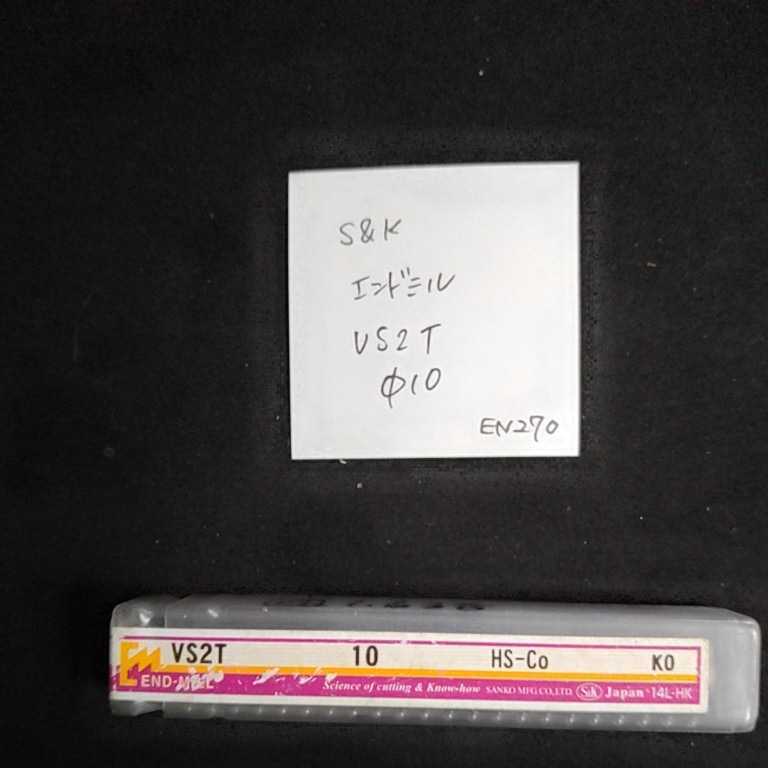 S&K
エンドミル
VS2T
Φ10
EN270
VS2T 10 HS-Co KO
END-MILL Science of cutting & Know-how SANKO MFG CO.,LTD. S&K Japan '14L-HK